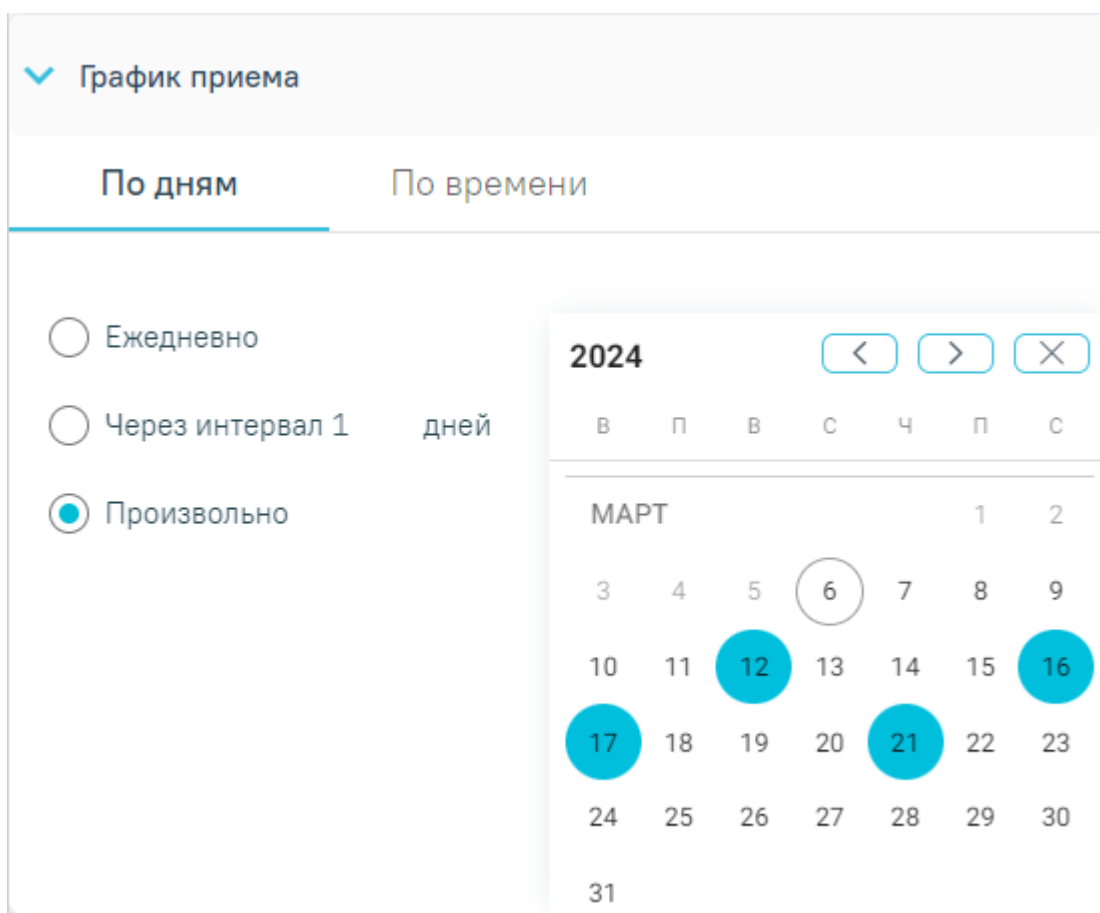 График приема
По дням По времени
Ежедневно
Через интервал 1 дней
Произвольно
2024
В П В С Ч П С
МАРТ 1 2
3 4 5 6 7 8 9
10 11 12 13 14 15 16
17 18 19 20 21 22 23
24 25 26 27 28 29 30
31